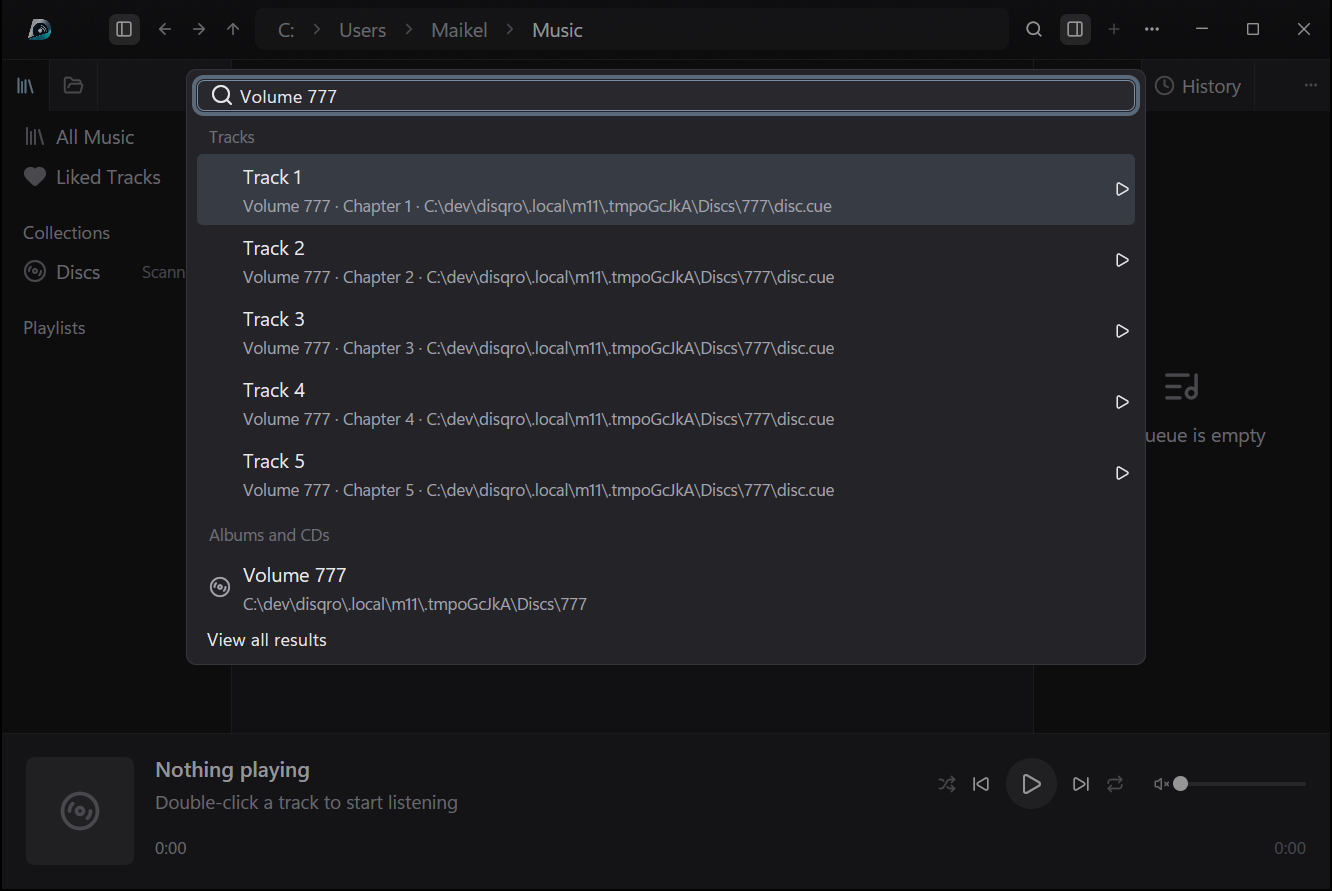 C: > Users > Maikel > Music
History
Volume 777
Tracks
All Music
Liked Tracks
Collections
Discs Scann
Playlists
Track 1
Volume 777 · Chapter 1 · C:\dev\disqro\.local\m11\.tmpoGcJkA\Discs\777\disc.cue
Track 2
Volume 777 · Chapter 2 · C:\dev\disqro\.local\m11\.tmpoGcJkA\Discs\777\disc.cue
Track 3
Volume 777 · Chapter 3 · C:\dev\disqro\.local\m11\.tmpoGcJkA\Discs\777\disc.cue
Track 4
Volume 777 · Chapter 4 · C:\dev\disqro\.local\m11\.tmpoGcJkA\Discs\777\disc.cue
Track 5
Volume 777 · Chapter 5 · C:\dev\disqro\.local\m11\.tmpoGcJkA\Discs\777\disc.cue
Albums and CDs
Volume 777
C:\dev\disqro\.local\m11\.tmpoGcJkA\Discs\777
View all results
ueue is empty
Nothing playing
Double-click a track to start listening
0:00
0:00